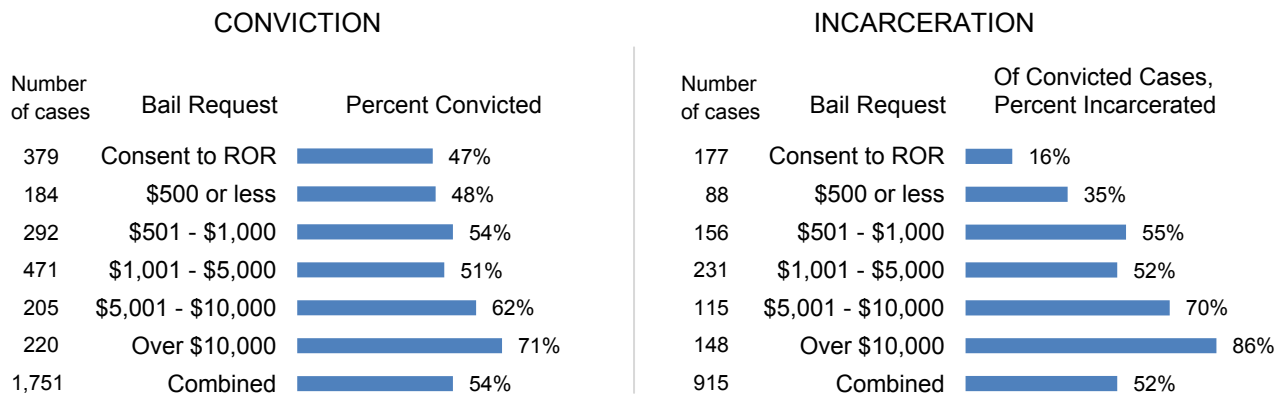 CONVICTION
Number
of cases Bail Request Percent Convicted
379 Consent to ROR 47%
184 $500 or less 48%
292 $501 - $1,000 54%
471 $1,001 - $5,000 51%
205 $5,001 - $10,000 62%
220 Over $10,000 71%
1,751 Combined 54%
INCARCERATION
Number
of cases Bail Request Of Convicted Cases,
Percent Incarcerated
177 Consent to ROR 16%
88 $500 or less 35%
156 $501 - $1,000 55%
231 $1,001 - $5,000 52%
115 $5,001 - $10,000 70%
148 Over $10,000 86%
915 Combined 52%